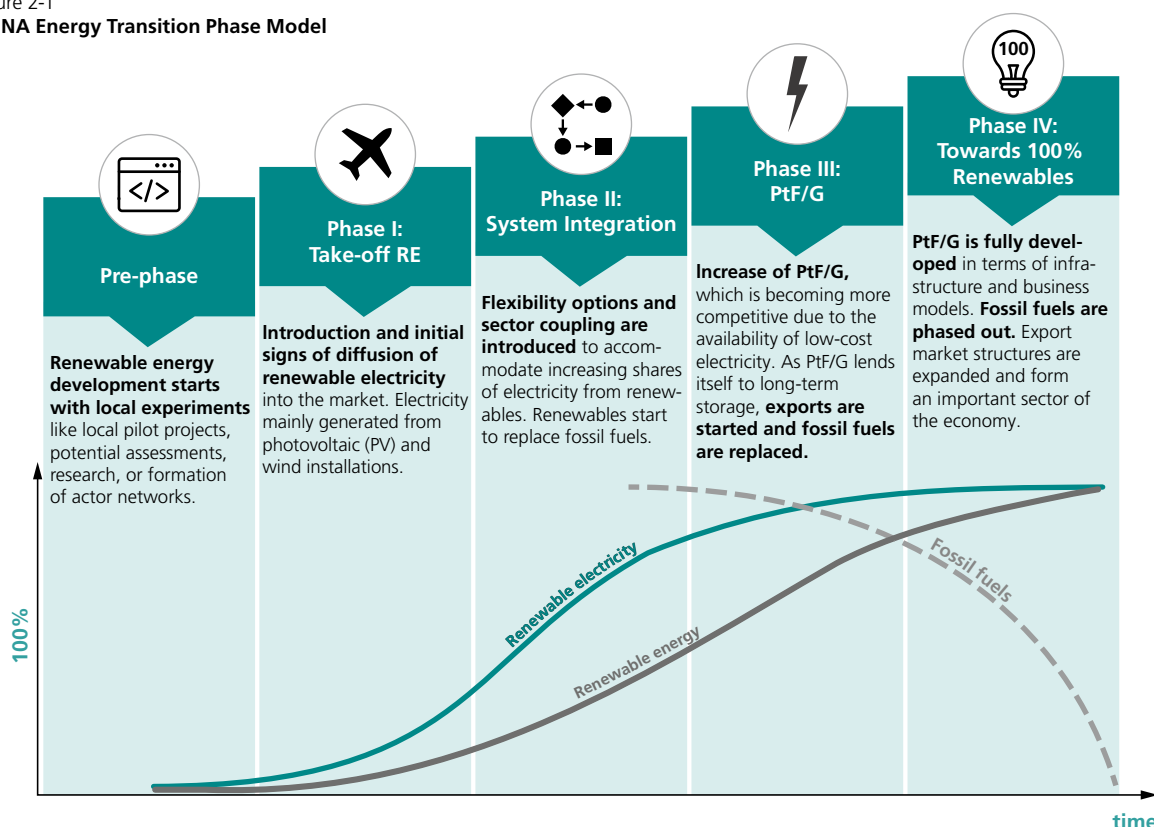 ure 2-1
NA Energy Transition Phase Model
</>
100
Pre-phase
Phase I:
Take-off RE
Phase II:
System Integration
Phase III:
PtF/G
Phase IV:
Towards 100%
Renewables
Renewable energy
development starts
with local experiments
like local pilot projects,
potential assessments,
research, or formation
of actor networks.
Introduction and initial
signs of diffusion of
renewable electricity
into the market. Electricity
mainly generated from
photovoltaic (PV) and
wind installations.
Flexibility options and
sector coupling are
introduced to accom-
modate increasing shares
of electricity from renew-
ables. Renewables start
to replace fossil fuels.
Increase of PtF/G,
which is becoming more
competitive due to the
availability of low-cost
electricity. As PtF/G lends
itself to long-term
storage, exports are
started and fossil fuels
are replaced.
PtF/G is fully devel-
oped in terms of infra-
structure and business
models. Fossil fuels are
phased out. Export
market structures are
expanded and form
an important sector of
the economy.
100%
Renewable electricity
Renewable energy
Fossil fuels
time